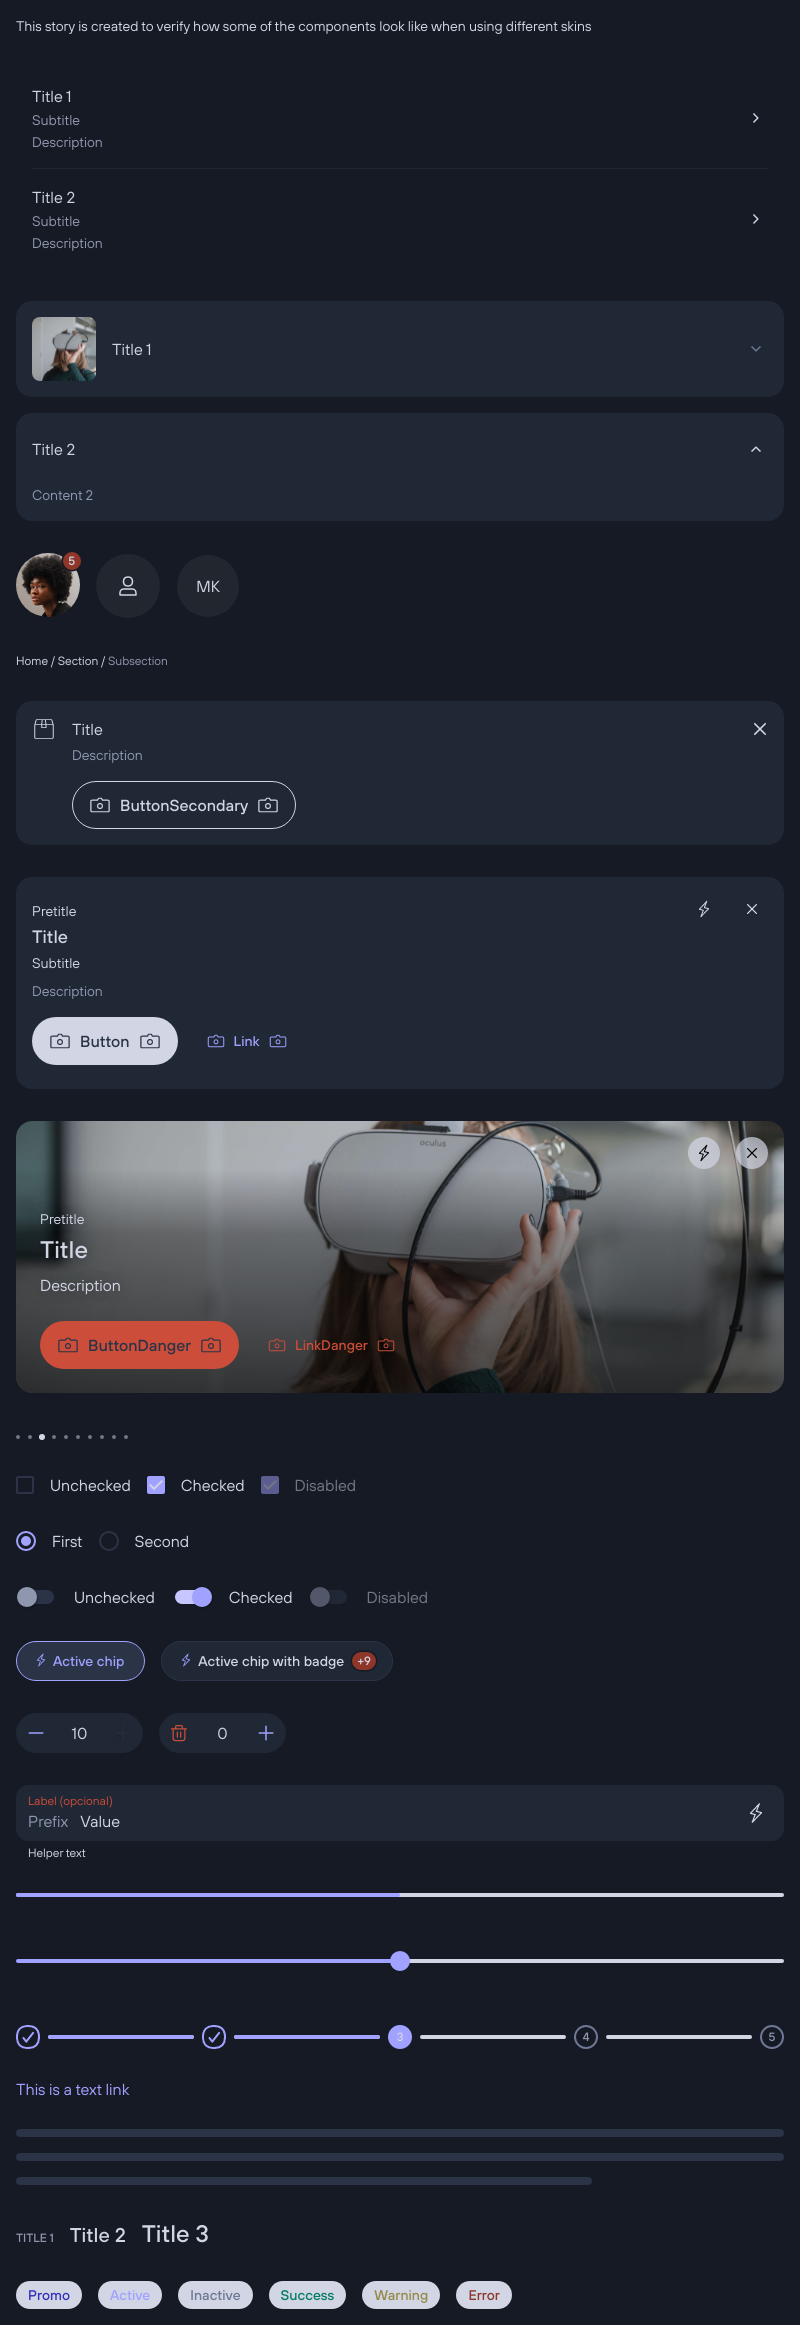 This story is created to verify how some of the components look like when using different skins
Title 1
Subtitle
Description
Title 2
Subtitle
Description
Title 1
Title 2
Content 2
5
MK
Home / Section / Subsection
Title
Description
ButtonSecondary
Pretitle
Title
Subtitle
Description
Button Link
oculus
Pretitle
Title
Description
ButtonDanger LinkDanger
Unchecked Checked Disabled
First Second
Unchecked Checked Disabled
Active chip Active chip with badge +9
10 0
Label (opcional)
Prefix Value
Helper text
3 4 5
This is a text link
TITLE 1 Title 2 Title 3
Promo Active Inactive Success Warning Error